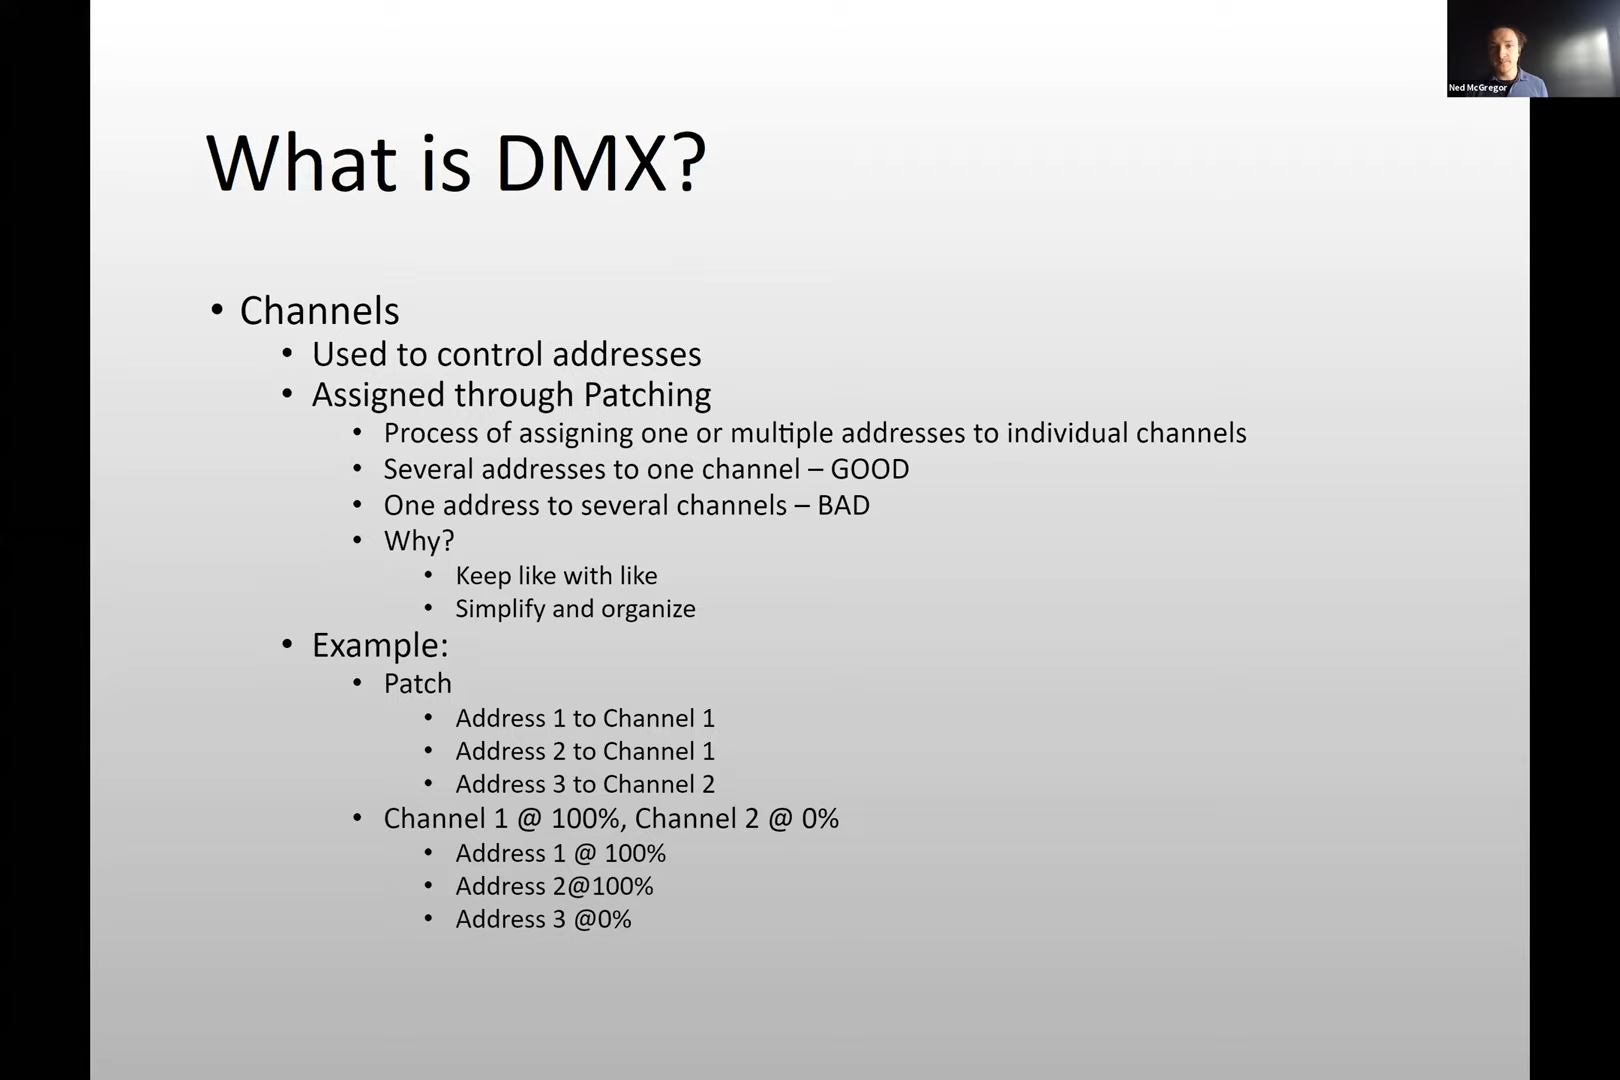 Ned McGregor
What is DMX?
• Channels
• Used to control addresses
• Assigned through Patching
• Process of assigning one or multiple addresses to individual channels
• Several addresses to one channel – GOOD
• One address to several channels – BAD
• Why?
• Keep like with like
• Simplify and organize
• Example:
• Patch
• Address 1 to Channel 1
• Address 2 to Channel 1
• Address 3 to Channel 2
• Channel 1 @ 100%, Channel 2 @ 0%
• Address 1 @ 100%
• Address 2@100%
• Address 3 @0%